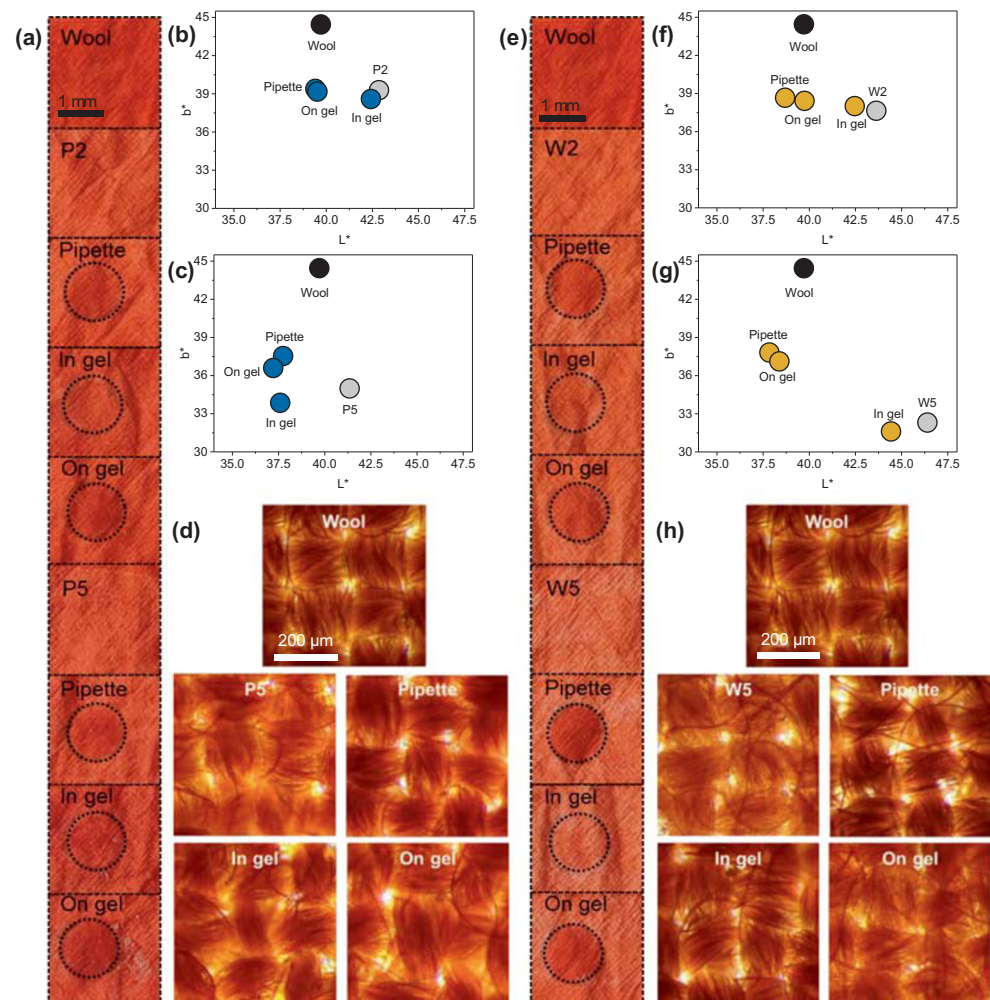 (a)
Wool
1 mm
P2
Pipette
In gel
On gel
P5
Pipette
In gel
On gel
(b)
45
42
39
36
33
30
b*
Wool
Pipette
On gel
P2
In gel
35.0
37.5
40.0
42.5
45.0
47.5
L*
(c)
45
42
39
36
33
30
b*
Wool
Pipette
On gel
In gel
P5
35.0
37.5
40.0
42.5
45.0
47.5
L*
(d)
Wool
200 μm
P5
Pipette
In gel
On gel
(e)
Wool
1 mm
W2
Pipette
In gel
On gel
W5
Pipette
In gel
On gel
(f)
45
42
39
36
33
30
b*
Wool
Pipette
On gel
W2
In gel
35.0
37.5
40.0
42.5
45.0
47.5
L*
(g)
45
42
39
36
33
30
b*
Wool
Pipette
On gel
W5
In gel
35.0
37.5
40.0
42.5
45.0
47.5
L*
(h)
Wool
200 μm
W5
Pipette
In gel
On gel